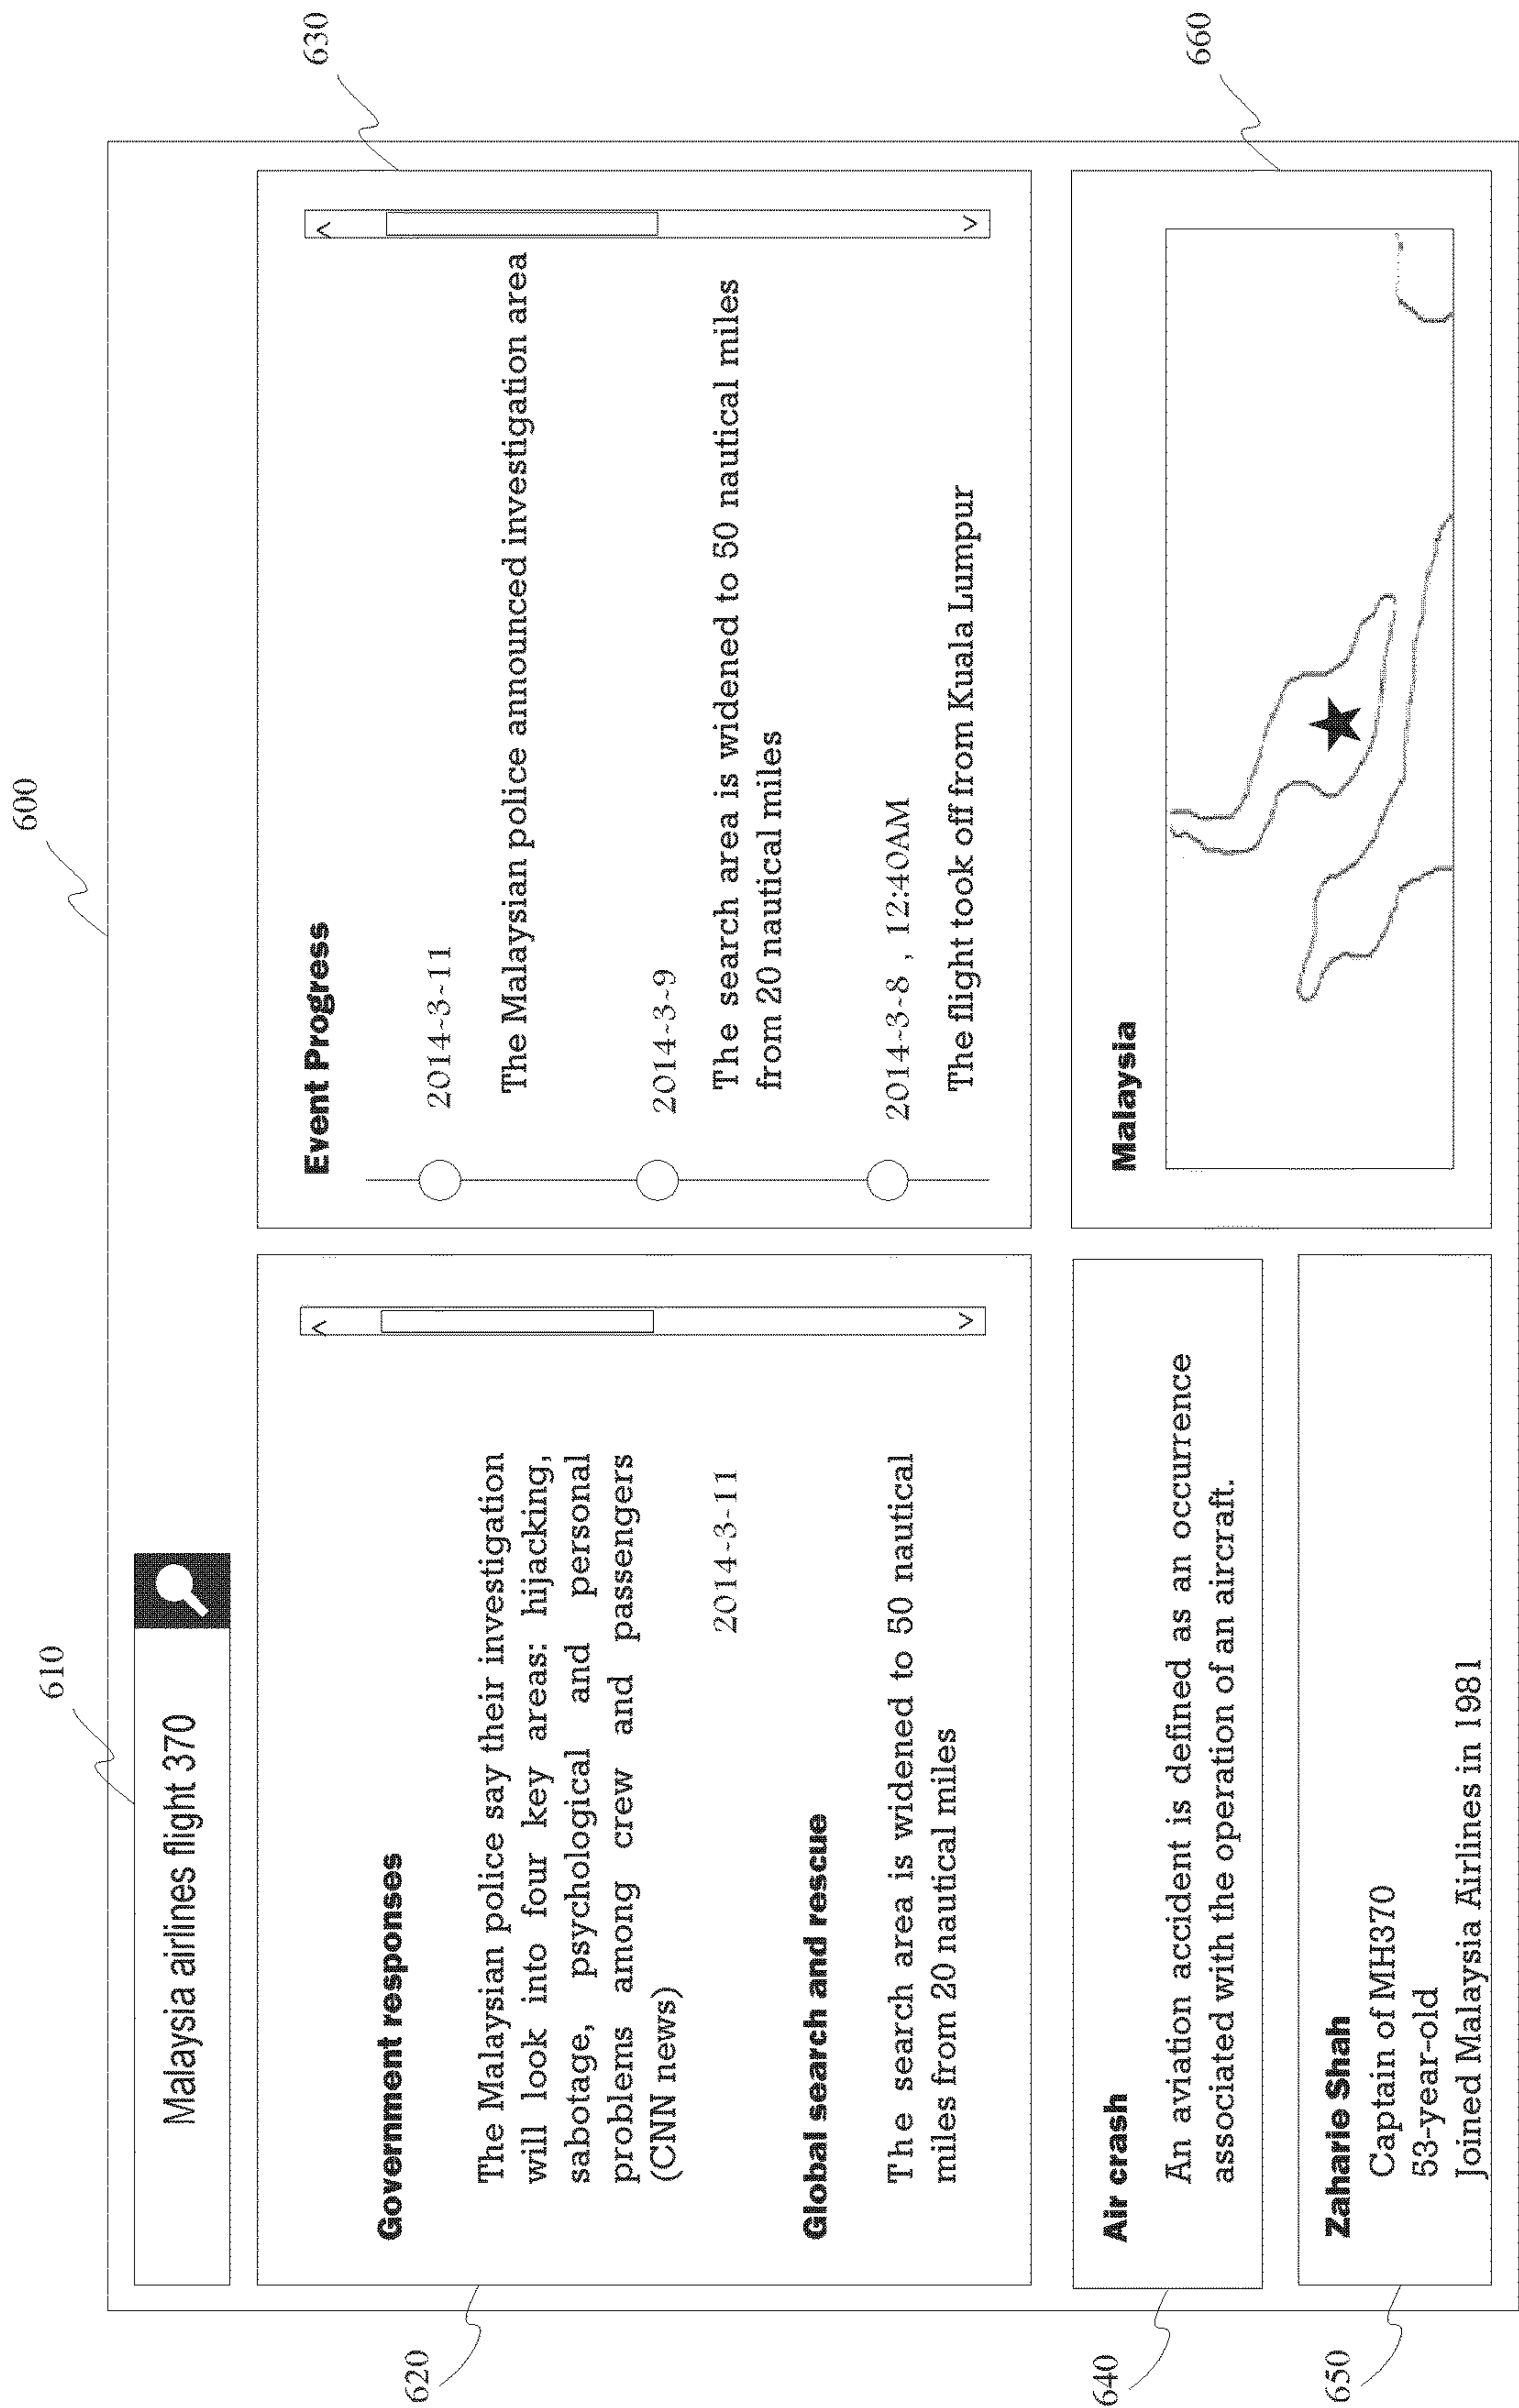 600
610
Malaysia airlines flight 370
620
Government responses
The Malaysian police say their investigation
will look into four key areas: hijacking,
sabotage, psychological and personal
problems among crew and passengers
(CNN news)
2014-3-11
Global search and rescue
The search area is widened to 50 nautical
miles from 20 nautical miles
630
Event Progress
2014-3-11
The Malaysian police announced investigation area
2014-3-9
The search area is widened to 50 nautical miles
from 20 nautical miles
2014-3-8 , 12:40AM
The flight took off from Kuala Lumpur
640
Air crash
An aviation accident is defined as an occurrence
associated with the operation of an aircraft.
650
Zaharie Shah
Captain of MH370
53-year-old
Joined Malaysia Airlines in 1981
660
Malaysia